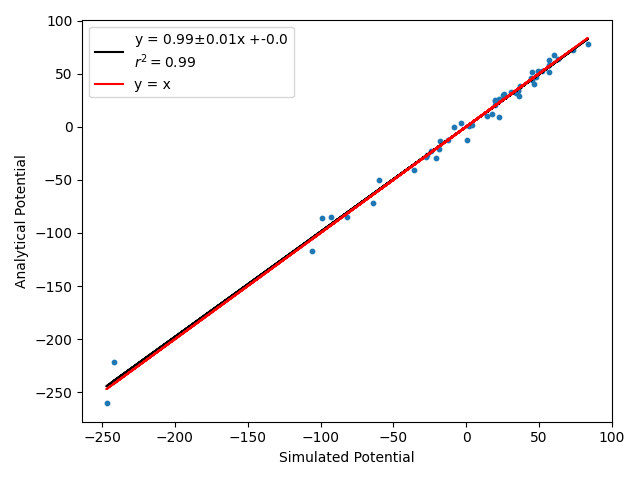 y = 0.99±0.01x +-0.0
r² = 0.99
y = x
100
50
0
−50
−100
−150
−200
−250
Analytical Potential
−250 −200 −150 −100 −50 0 50 100
Simulated Potential